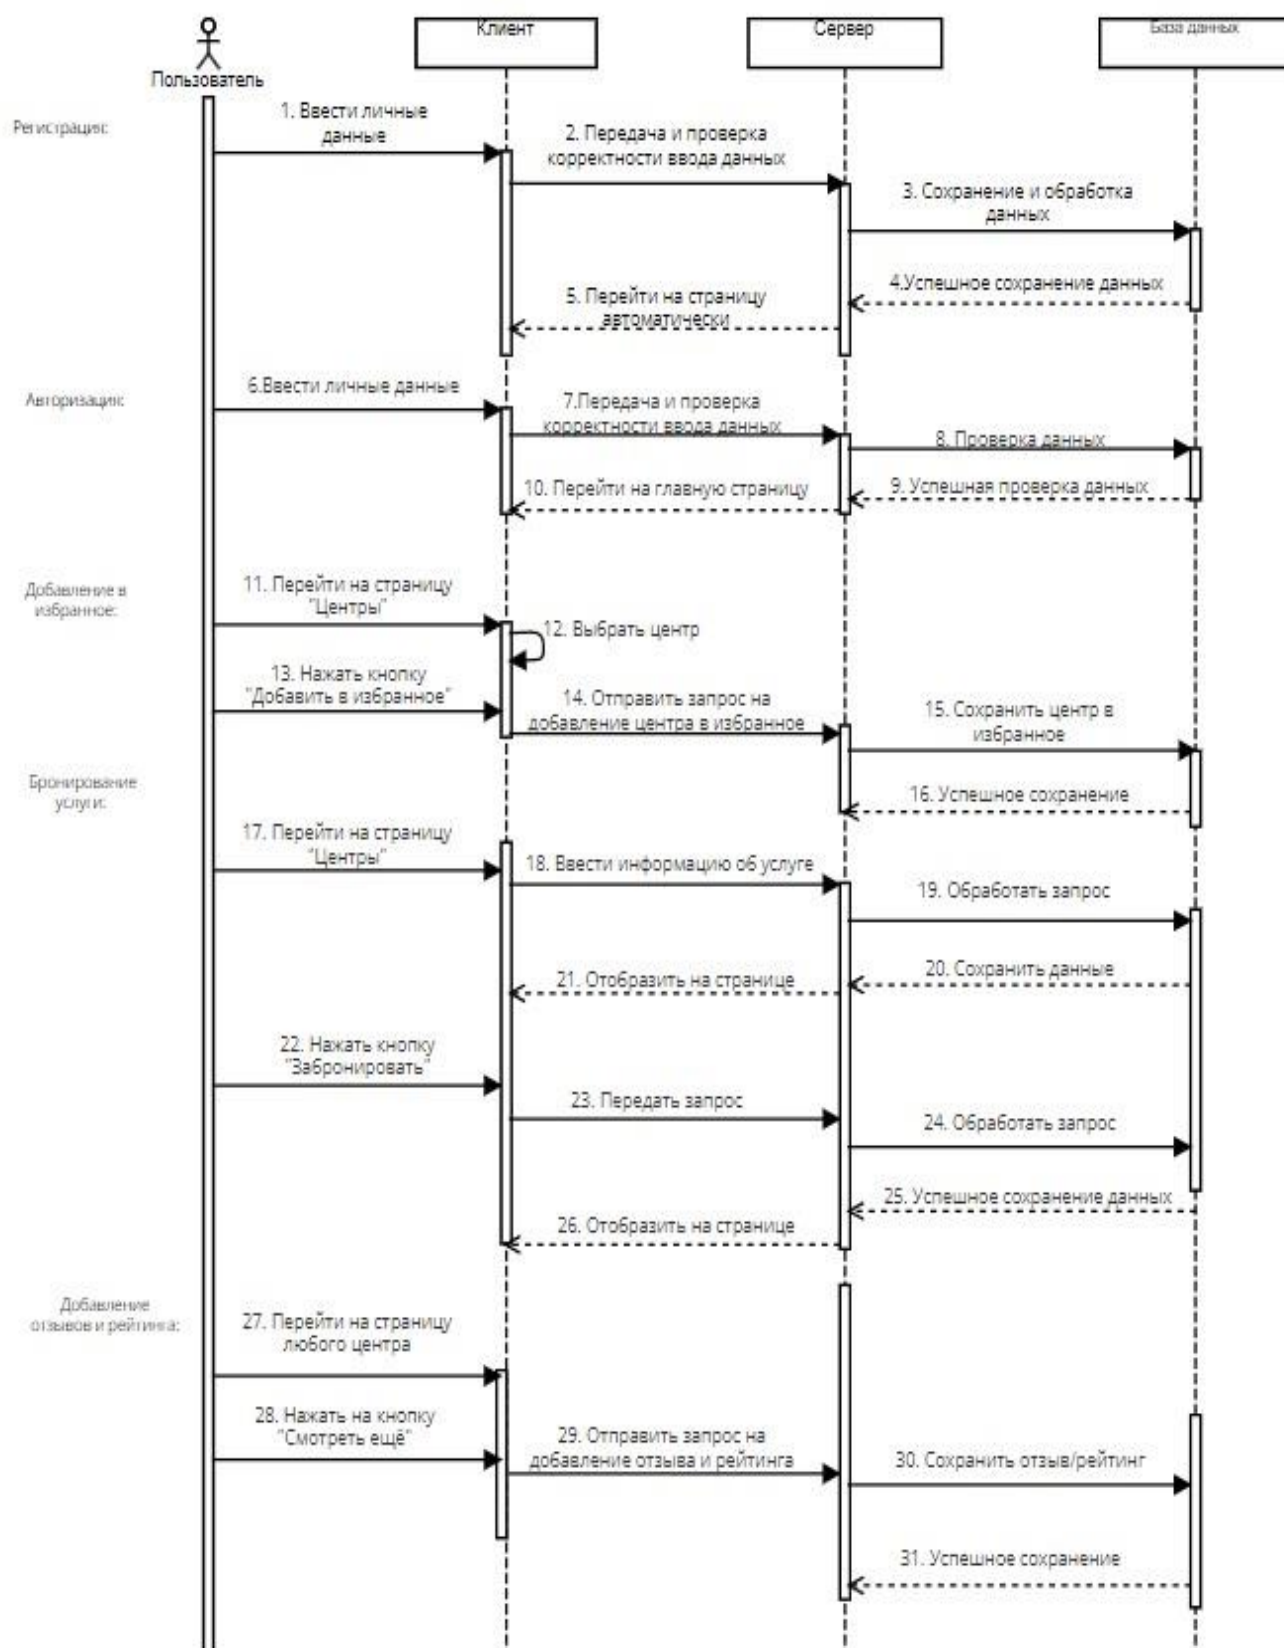 Пользователь
Клиент
Сервер
База данных
Регистрация:
1. Ввести личные
данные
2. Передача и проверка
корректности ввода данных
3. Сохранение и обработка
данных
4.Успешное сохранение данных
5. Перейти на страницу
автоматически
Авторизация:
6.Ввести личные данные
7.Передача и проверка
корректности ввода данных
8. Проверка данных
9. Успешная проверка данных
10. Перейти на главную страницу
Добавление в
избранное:
11. Перейти на страницу
"Центры"
12. Выбрать центр
13. Нажать кнопку
"Добавить в избранное"
14. Отправить запрос на
добавление центра в избранное
15. Сохранить центр в
избранное
16. Успешное сохранение
Бронирование
услуги:
17. Перейти на страницу
"Центры"
18. Ввести информацию об услуге
19. Обработать запрос
20. Сохранить данные
21. Отобразить на странице
22. Нажать кнопку
"Забронировать"
23. Передать запрос
24. Обработать запрос
25. Успешное сохранение данных
26. Отобразить на странице
Добавление
отзывов и рейтинга:
27. Перейти на страницу
любого центра
28. Нажать на кнопку
"Смотреть ещё"
29. Отправить запрос на
добавление отзыва и рейтинга
30. Сохранить отзыв/рейтинг
31. Успешное сохранение